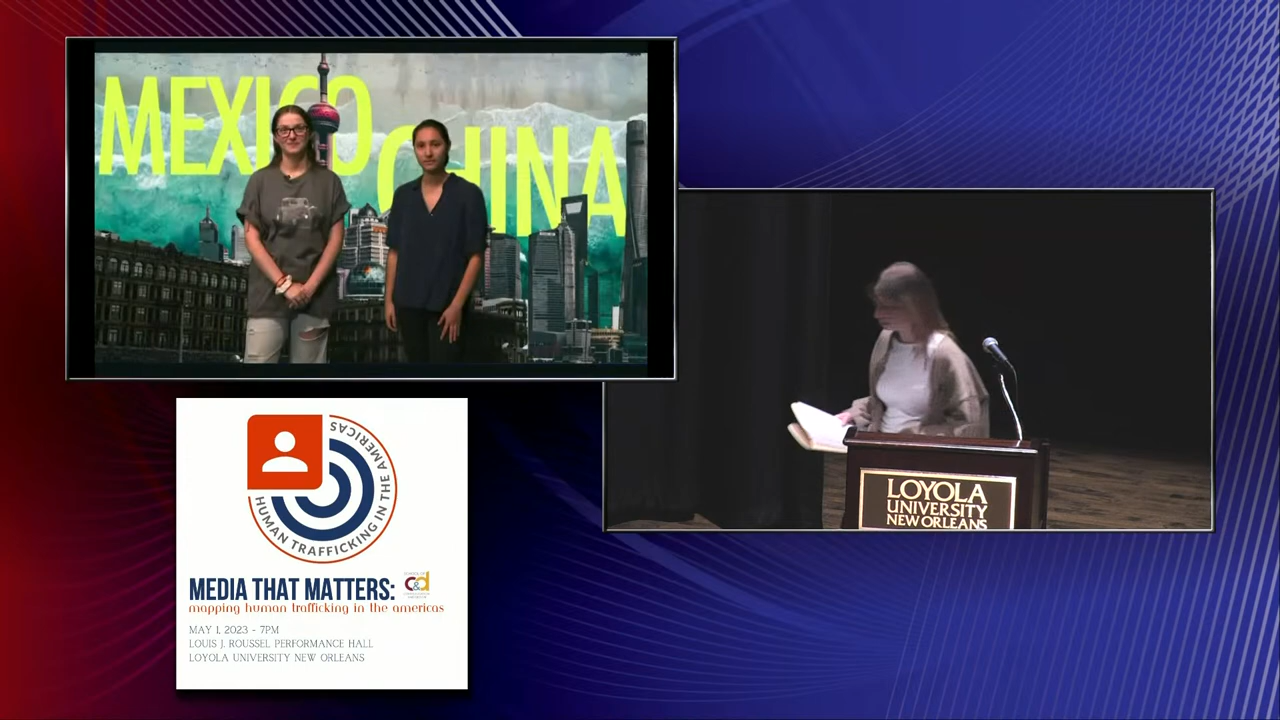 MEXICO
CHINA
HUMAN TRAFFICKING IN THE AMERICAS
MEDIA THAT MATTERS:
c&d
mapping human trafficking in the americas
MAY 1, 2023 - 7PM
LOUIS J. ROUSSEL PERFORMANCE HALL
LOYOLA UNIVERSITY NEW ORLEANS
LOYOLA
UNIVERSITY
NEW ORLEANS